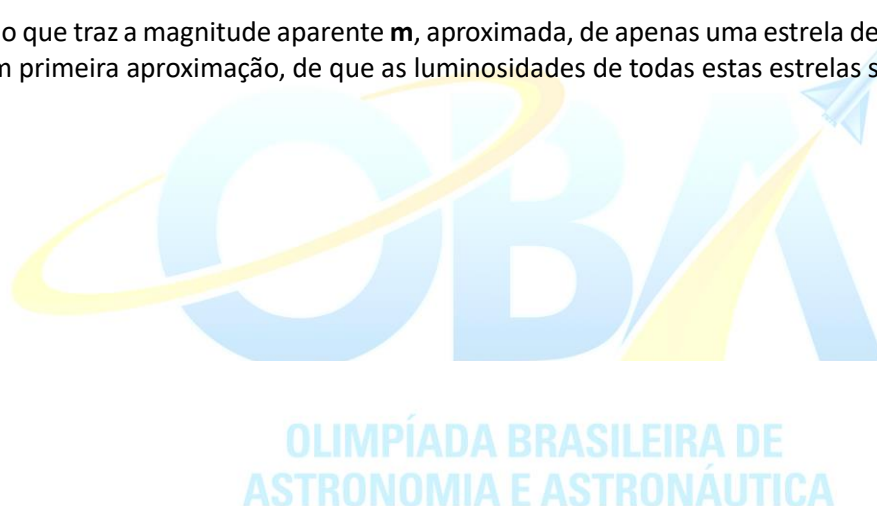 o que traz a magnitude aparente m, aproximada, de apenas uma estrela de
m primeira aproximação, de que as luminosidades de todas estas estrelas s
OBA
OLIMPÍADA BRASILEIRA DE
ASTRONOMIA E ASTRONÁUTICA